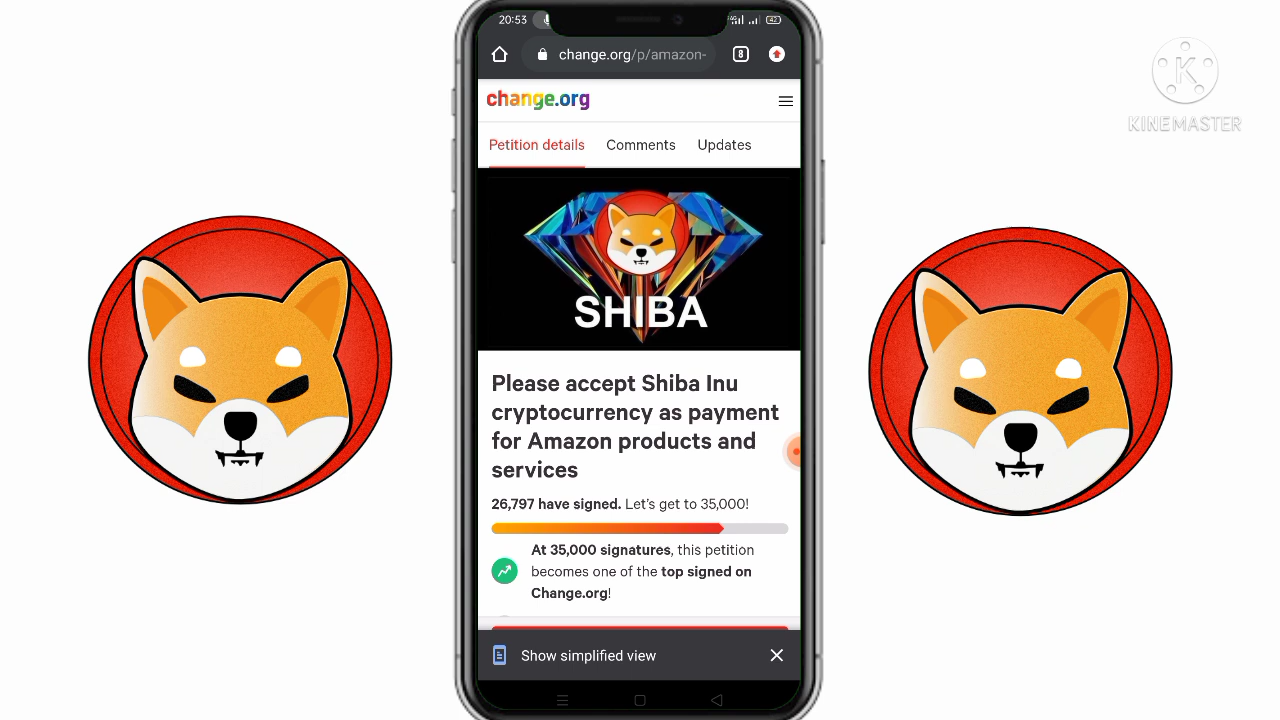 20:53
42
change.org/p/amazon-
8
change.org
Petition details Comments Updates
SHIBA
Please accept Shiba Inu
cryptocurrency as payment
for Amazon products and
services
26,797 have signed. Let's get to 35,000!
At 35,000 signatures, this petition
becomes one of the top signed on
Change.org!
Show simplified view
K
KINEMASTER